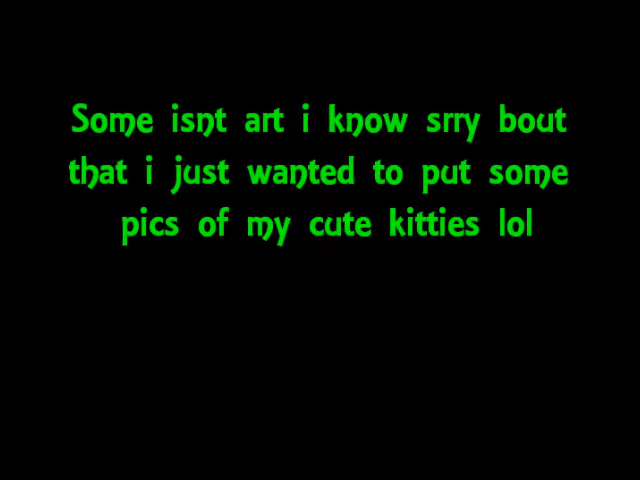 Some isnt art i know srry bout
that i just wanted to put some
pics of my cute kitties lol